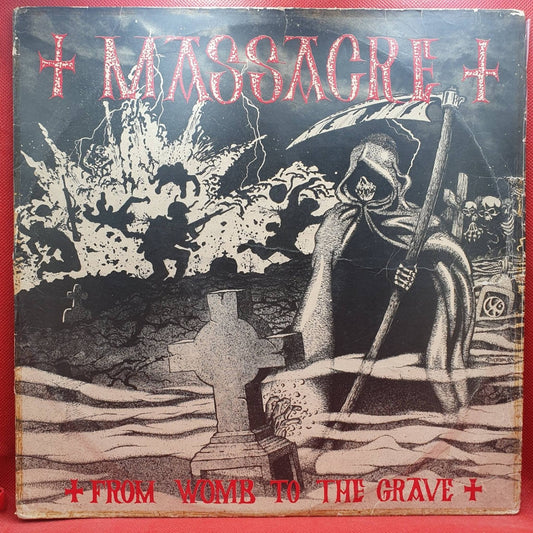 MASSACRE
FROM WOMB TO THE GRAVE